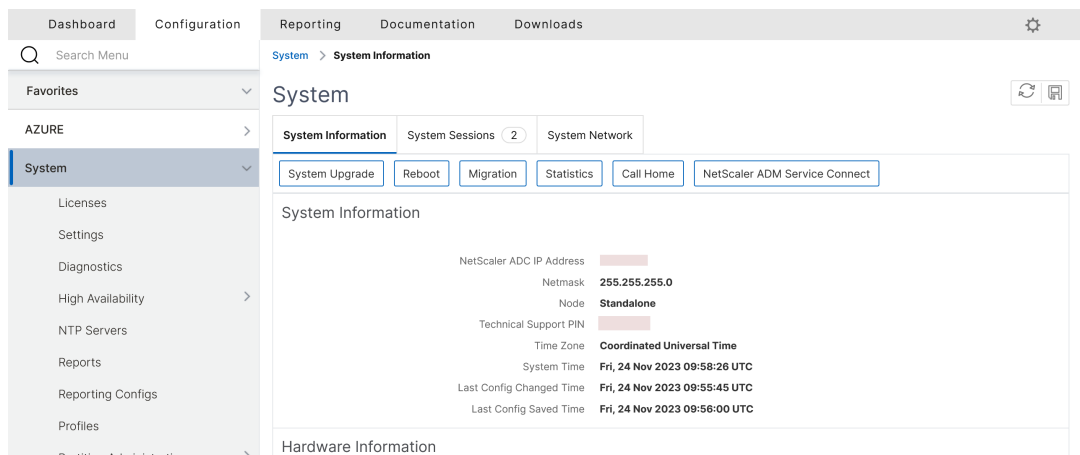 Dashboard Configuration Reporting Documentation Downloads
Search Menu
System > System Information
Favorites
System
AZURE
System Information System Sessions 2 System Network
System
System Upgrade Reboot Migration Statistics Call Home NetScaler ADM Service Connect
Licenses
System Information
Settings
NetScaler ADC IP Address
Diagnostics
Netmask 255.255.255.0
High Availability
Node Standalone
Technical Support PIN
NTP Servers
Time Zone Coordinated Universal Time
Reports
System Time Fri, 24 Nov 2023 09:58:26 UTC
Last Config Changed Time Fri, 24 Nov 2023 09:55:45 UTC
Reporting Configs
Last Config Saved Time Fri, 24 Nov 2023 09:56:00 UTC
Profiles
Hardware Information